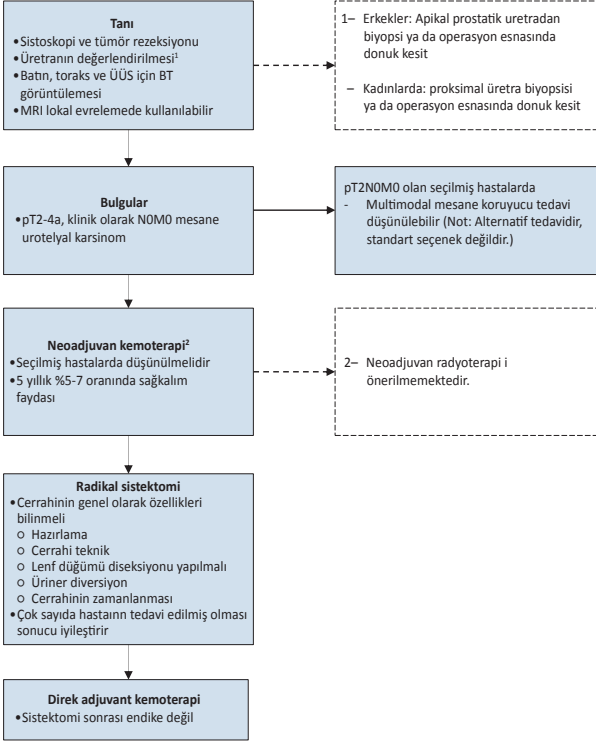 Tanı
•Sistoskopi ve tümör rezeksiyonu
•Üretranın değerlendirilmesi¹
•Batın, toraks ve ÜÜS için BT
görüntülemesi
•MRI lokal evrelemede kullanılabilir
1– Erkekler: Apikal prostatik uretradan
biyopsi ya da operasyon esnasında
donuk kesit
– Kadınlarda: proksimal üretra biyopsisi
ya da operasyon esnasında donuk kesit
Bulgular
•pT2-4a, klinik olarak N0M0 mesane
urotelyal karsinom
pT2N0M0 olan seçilmiş hastalarda
- Multimodal mesane koruyucu tedavi
düşünülebilir (Not: Alternatif tedavidir,
standart seçenek değildir.)
Neoadjuvan kemoterapi²
•Seçilmiş hastalarda düşünülmelidir
•5 yıllık %5-7 oranında sağkalım
faydası
2– Neoadjuvan radyoterapi i
önerilmemektedir.
Radikal sistektomi
•Cerrahinin genel olarak özellikleri
bilinmeli
o Hazırlama
o Cerrahi teknik
o Lenf düğümü diseksiyonu yapılmalı
o Üriner diversiyon
o Cerrahinin zamanlanması
•Çok sayıda hastaınn tedavi edilmiş olması
sonucu iyileştirir
Direk adjuvant kemoterapi
•Sistektomi sonrası endike değil